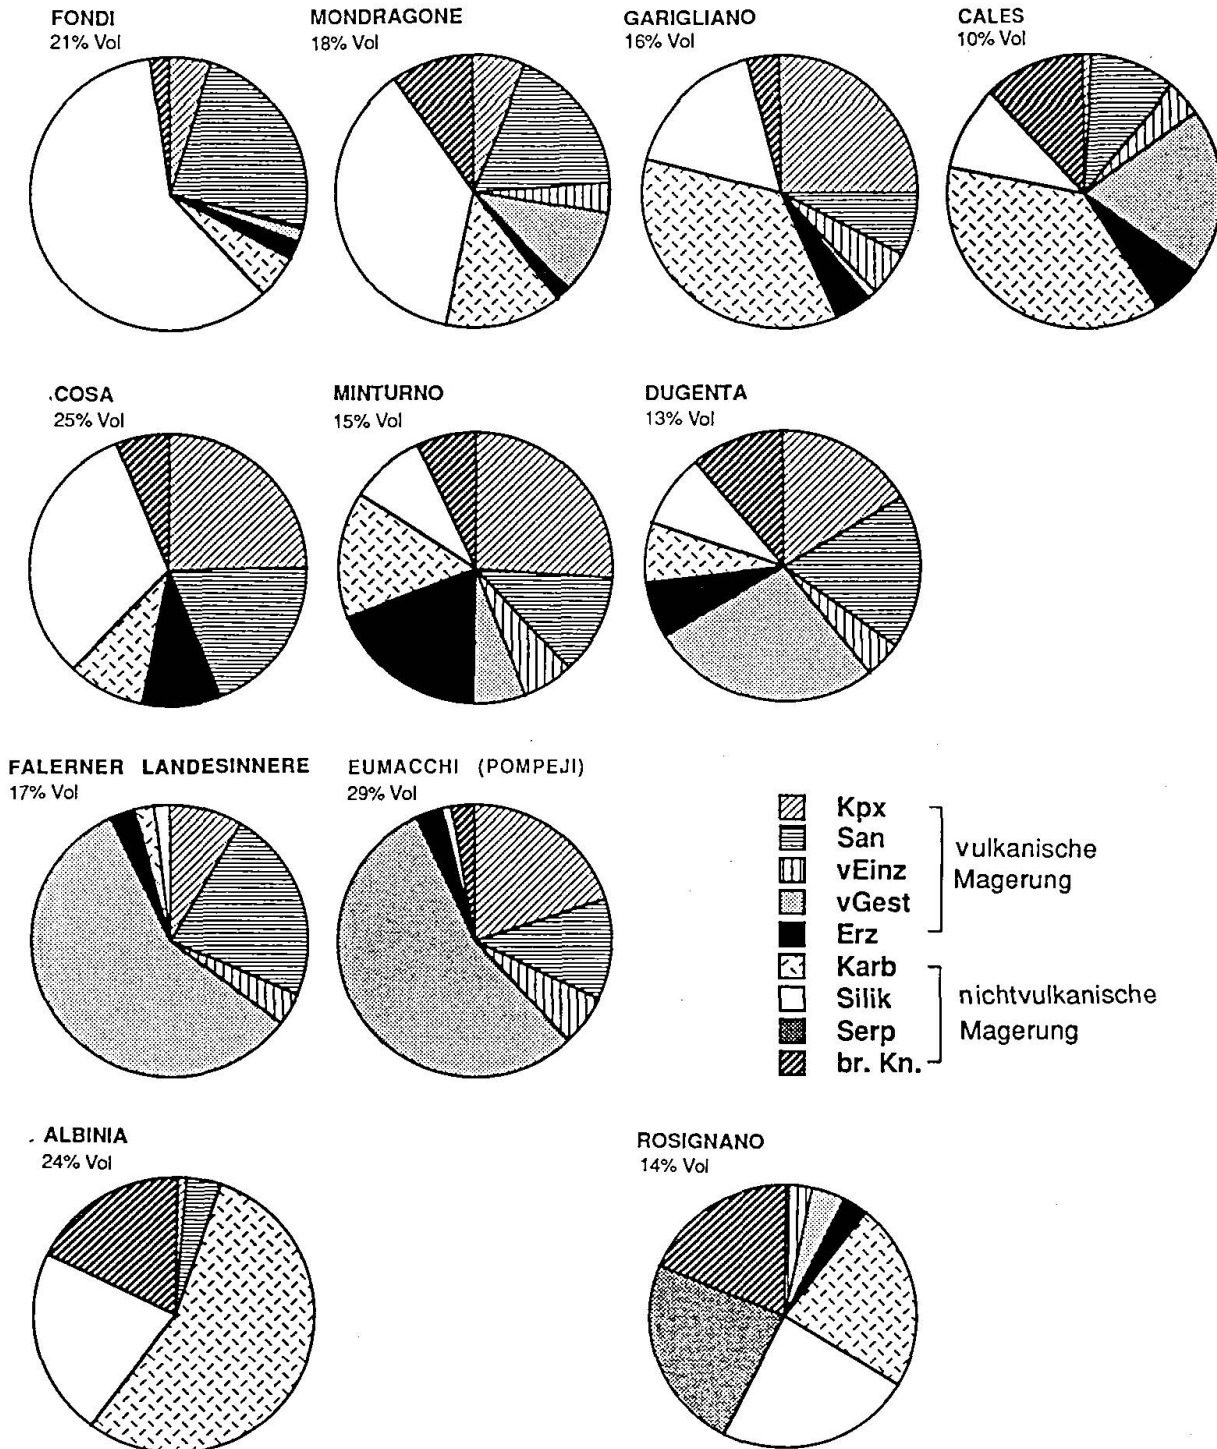 FONDI
21% Vol
MONDRAGONE
18% Vol
GARIGLIANO
16% Vol
CALES
10% Vol
COSA
25% Vol
MINTURNO
15% Vol
DUGENTA
13% Vol
FALERNER LANDESINNERE
17% Vol
EUMACCHI (POMPEJI)
29% Vol
Kpx
San
vEinz
vGest
Erz
vulkanische
Magerung
Karb
Silik
Serp
br. Kn.
nichtvulkanische
Magerung
ALBINIA
24% Vol
ROSIGNANO
14% Vol